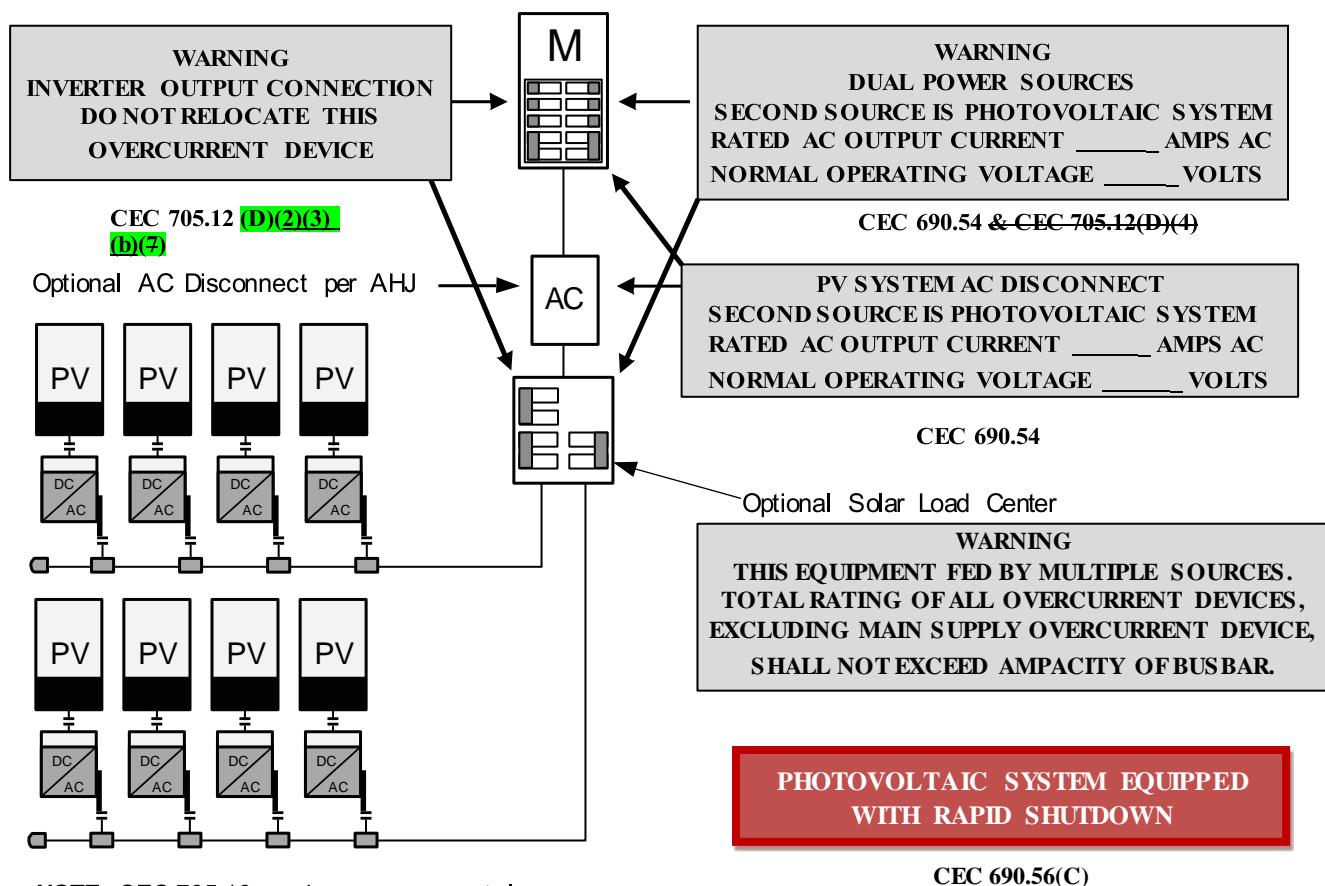 WARNING
INVERTER OUTPUT CONNECTION
DO NOT RELOCATE THIS
OVERCURRENT DEVICE
CEC 705.12 (D)(2)(3)
(b)(7)
M
WARNING
DUAL POWER SOURCES
SECOND SOURCE IS PHOTOVOLTAIC SYSTEM
RATED AC OUTPUT CURRENT ______ AMPS AC
NORMAL OPERATING VOLTAGE ______ VOLTS
CEC 690.54 & CEC 705.12(D)(4)
Optional AC Disconnect per AHJ
AC
PV SYSTEM AC DISCONNECT
SECOND SOURCE IS PHOTOVOLTAIC SYSTEM
RATED AC OUTPUT CURRENT ______ AMPS AC
NORMAL OPERATING VOLTAGE ______ VOLTS
CEC 690.54
PV PV PV PV
DC DC DC DC
AC AC AC AC
Optional Solar Load Center
WARNING
THIS EQUIPMENT FED BY MULTIPLE SOURCES.
TOTAL RATING OF ALL OVERCURRENT DEVICES,
EXCLUDING MAIN SUPPLY OVERCURRENT DEVICE,
SHALL NOT EXCEED AMPACITY OF BUSBAR.
PV PV PV PV
DC DC DC DC
AC AC AC AC
PHOTOVOLTAIC SYSTEM EQUIPPED
WITH RAPID SHUTDOWN
CEC 690.56(C)